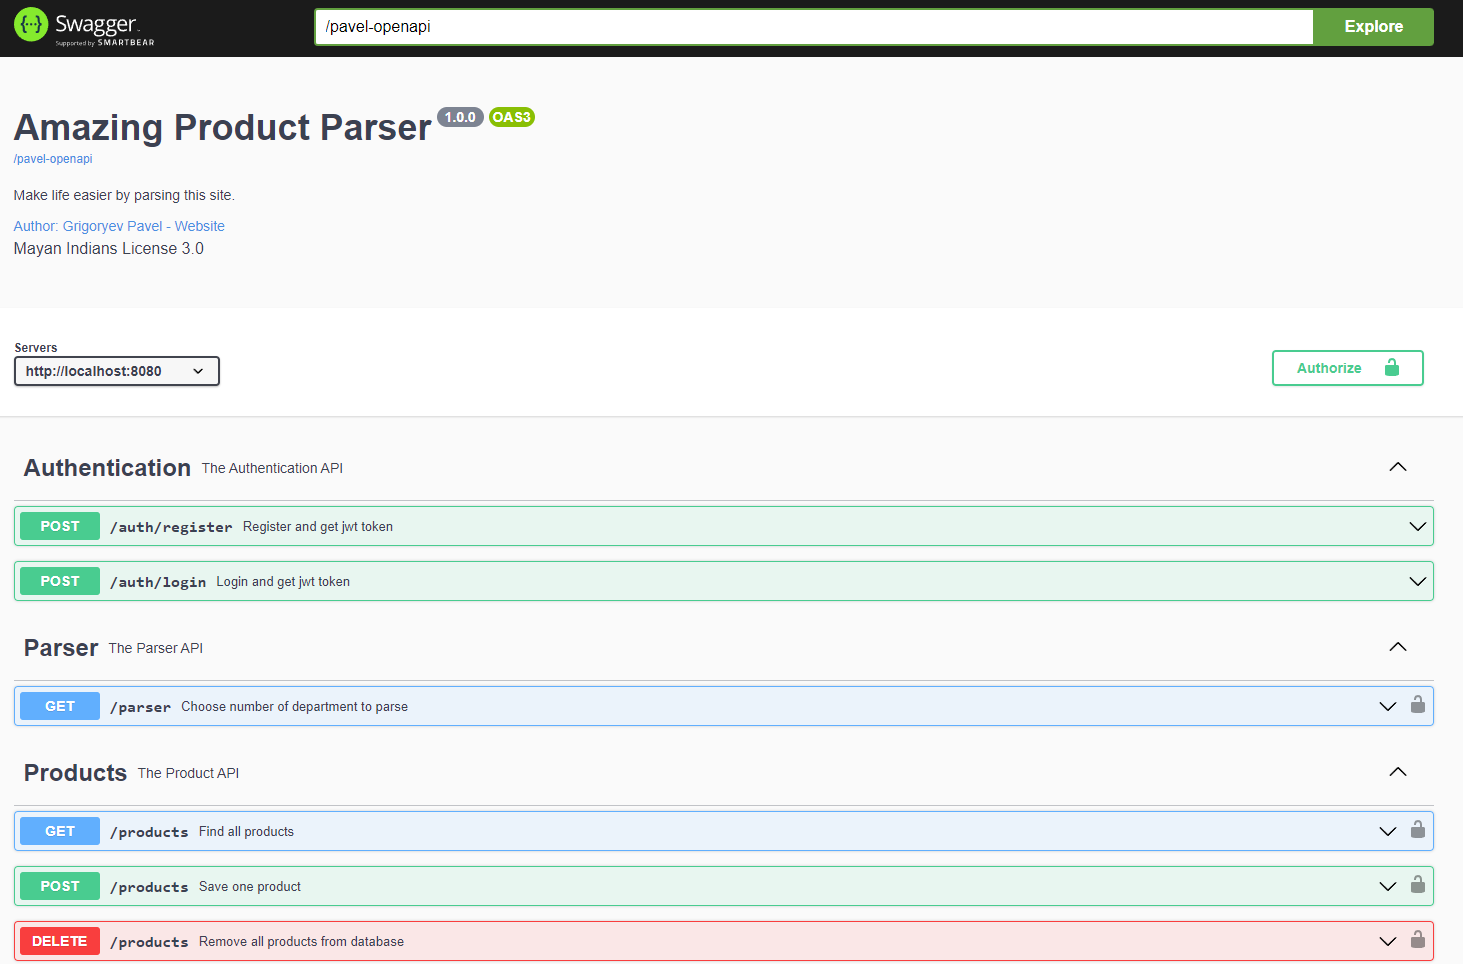 Swagger
Supported by SMARTBEAR
/pavel-openapi
Explore
Amazing Product Parser 1.0.0 OAS3
/pavel-openapi
Make life easier by parsing this site.
Author: Grigoryev Pavel - Website
Mayan Indians License 3.0
Servers
http://localhost:8080
Authorize
Authentication The Authentication API
POST /auth/register Register and get jwt token
POST /auth/login Login and get jwt token
Parser The Parser API
GET /parser Choose number of department to parse
Products The Product API
GET /products Find all products
POST /products Save one product
DELETE /products Remove all products from database